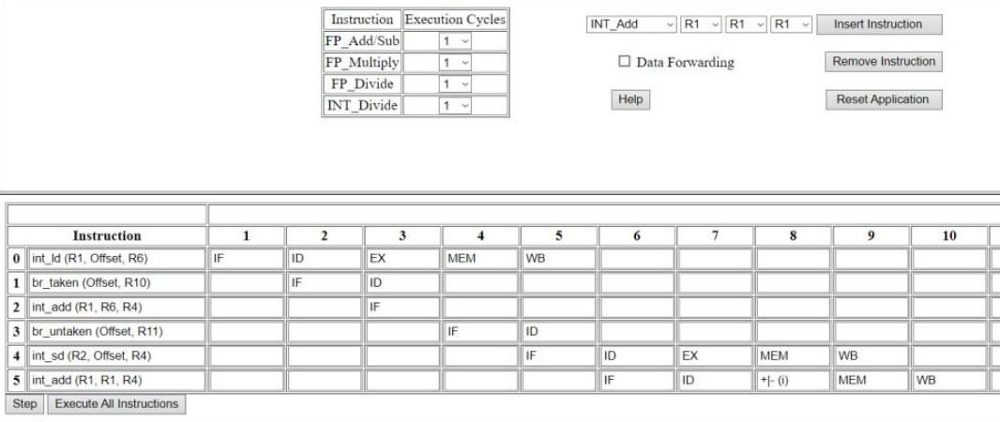 Instruction Execution Cycles
FP_Add/Sub 1
FP_Multiply 1
FP_Divide 1
INT_Divide 1
INT_Add R1 R1 R1 Insert Instruction
Data Forwarding Remove Instruction
Help Reset Application
Instruction 1 2 3 4 5 6 7 8 9 10
0 int_ld (R1, Offset, R6) IF ID EX MEM WB
1 br_taken (Offset, R10) IF ID
2 int_add (R1, R6, R4) IF
3 br_untaken (Offset, R11) IF ID
4 int_sd (R2, Offset, R4) IF ID EX MEM WB
5 int_add (R1, R1, R4) IF ID +|- (i) MEM WB
Step Execute All Instructions